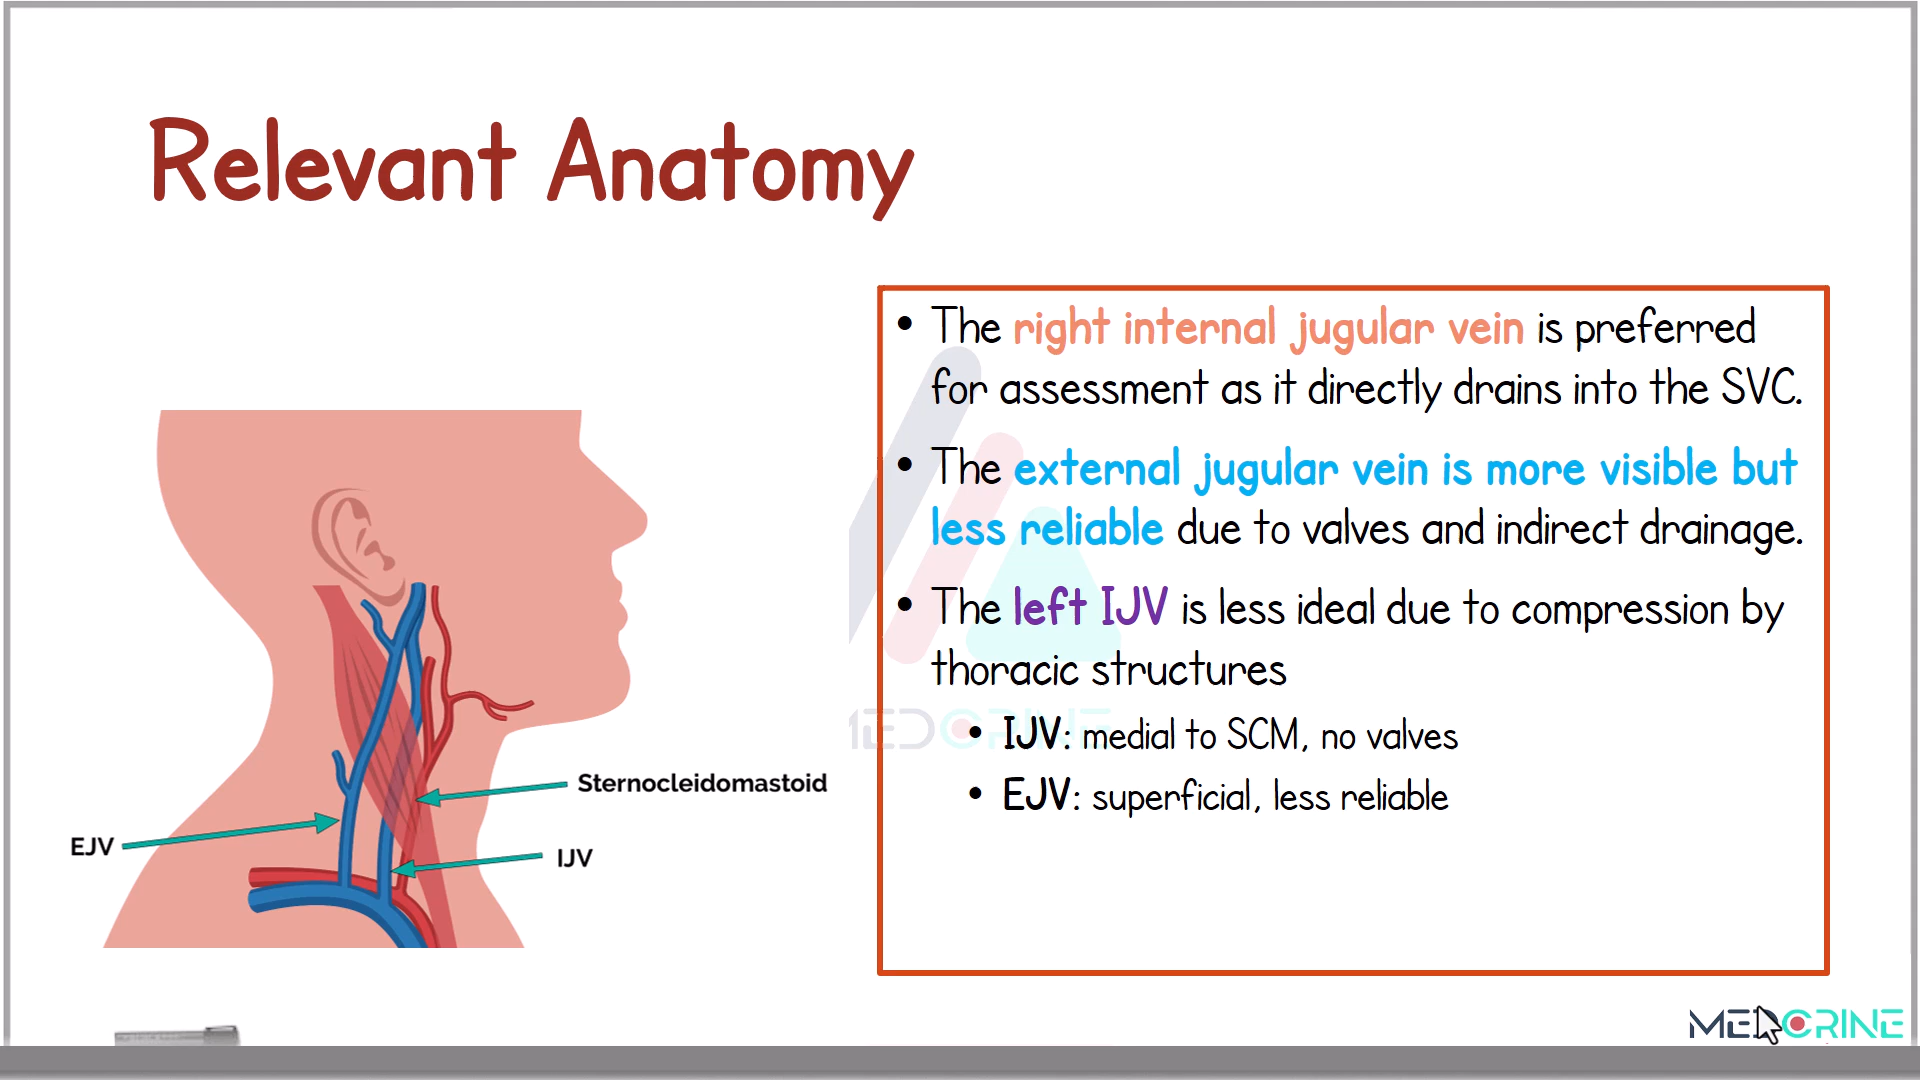 Relevant Anatomy
• The right internal jugular vein is preferred
for assessment as it directly drains into the SVC.
• The external jugular vein is more visible but
less reliable due to valves and indirect drainage.
• The left IJV is less ideal due to compression by
thoracic structures
• IJV: medial to SCM, no valves
• EJV: superficial, less reliable
Sternocleidomastoid
EJV
IJV
MEDCRINE
MEDCRINE